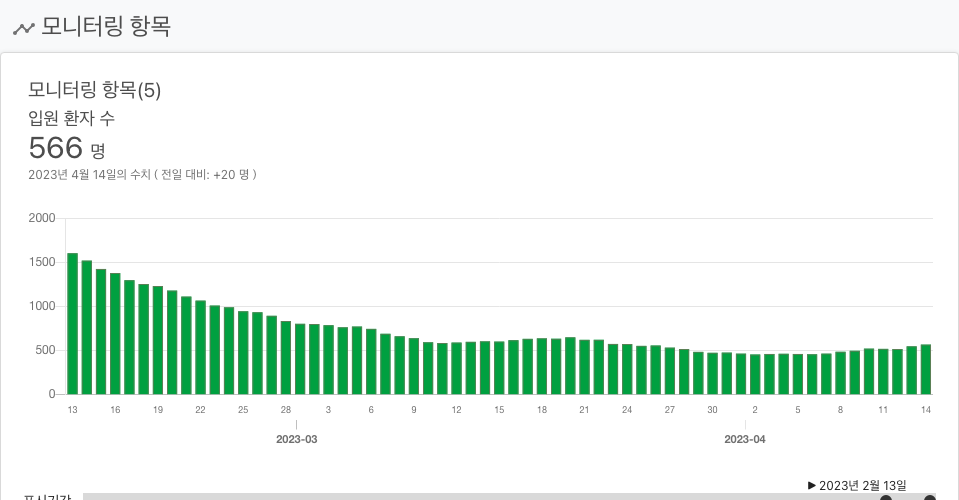 모니터링 항목
모니터링 항목(5)
입원 환자 수
566 명
2023년 4월 14일의 수치 ( 전일 대비: +20 명 )
2000
1500
1000
500
0
13 16 19 22 25 28 3 6 9 12 15 18 21 24 27 30 2 5 8 11 14
2023-03 2023-04
▶ 2023년 2월 13일
표시기간